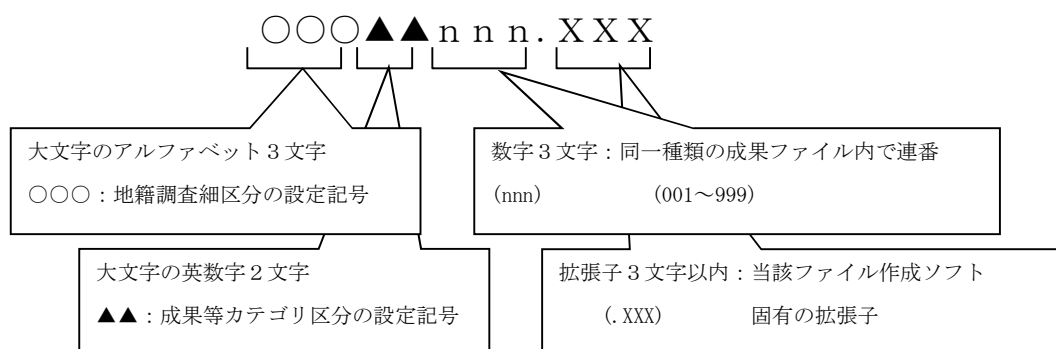 ○○○▲▲ｎｎｎ.ＸＸＸ
大文字のアルファベット３文字
○○○：地籍調査細区分の設定記号
数字３文字：同一種類の成果ファイル内で連番
(nnn) (001～999)
大文字の英数字２文字
▲▲：成果等カテゴリ区分の設定記号
拡張子３文字以内：当該ファイル作成ソフト
(.XXX) 固有の拡張子